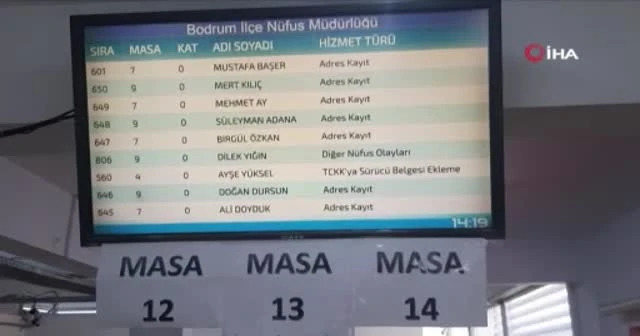 Bodrum İlçe Nüfus Müdürlüğü
SIRA MASA KAT ADI SOYADI HİZMET TÜRÜ
601 7 0 MUSTAFA BAŞER Adres Kayıt
650 9 0 MERT KILIÇ Adres Kayıt
649 7 0 MEHMET AY Adres Kayıt
648 9 0 SÜLEYMAN ADANA Adres Kayıt
647 7 0 BİRGÜL ÖZKAN Adres Kayıt
806 9 0 DİLEK YIĞIN Diğer Nüfus Olayları
560 4 0 AYŞE YÜKSEL TCKK'ya Sürücü Belgesi Ekleme
646 9 0 DOĞAN DURSUN Adres Kayıt
645 7 0 ALİ DOYDUK Adres Kayıt
14:19
İHA
MASA MASA MASA
12 13 14